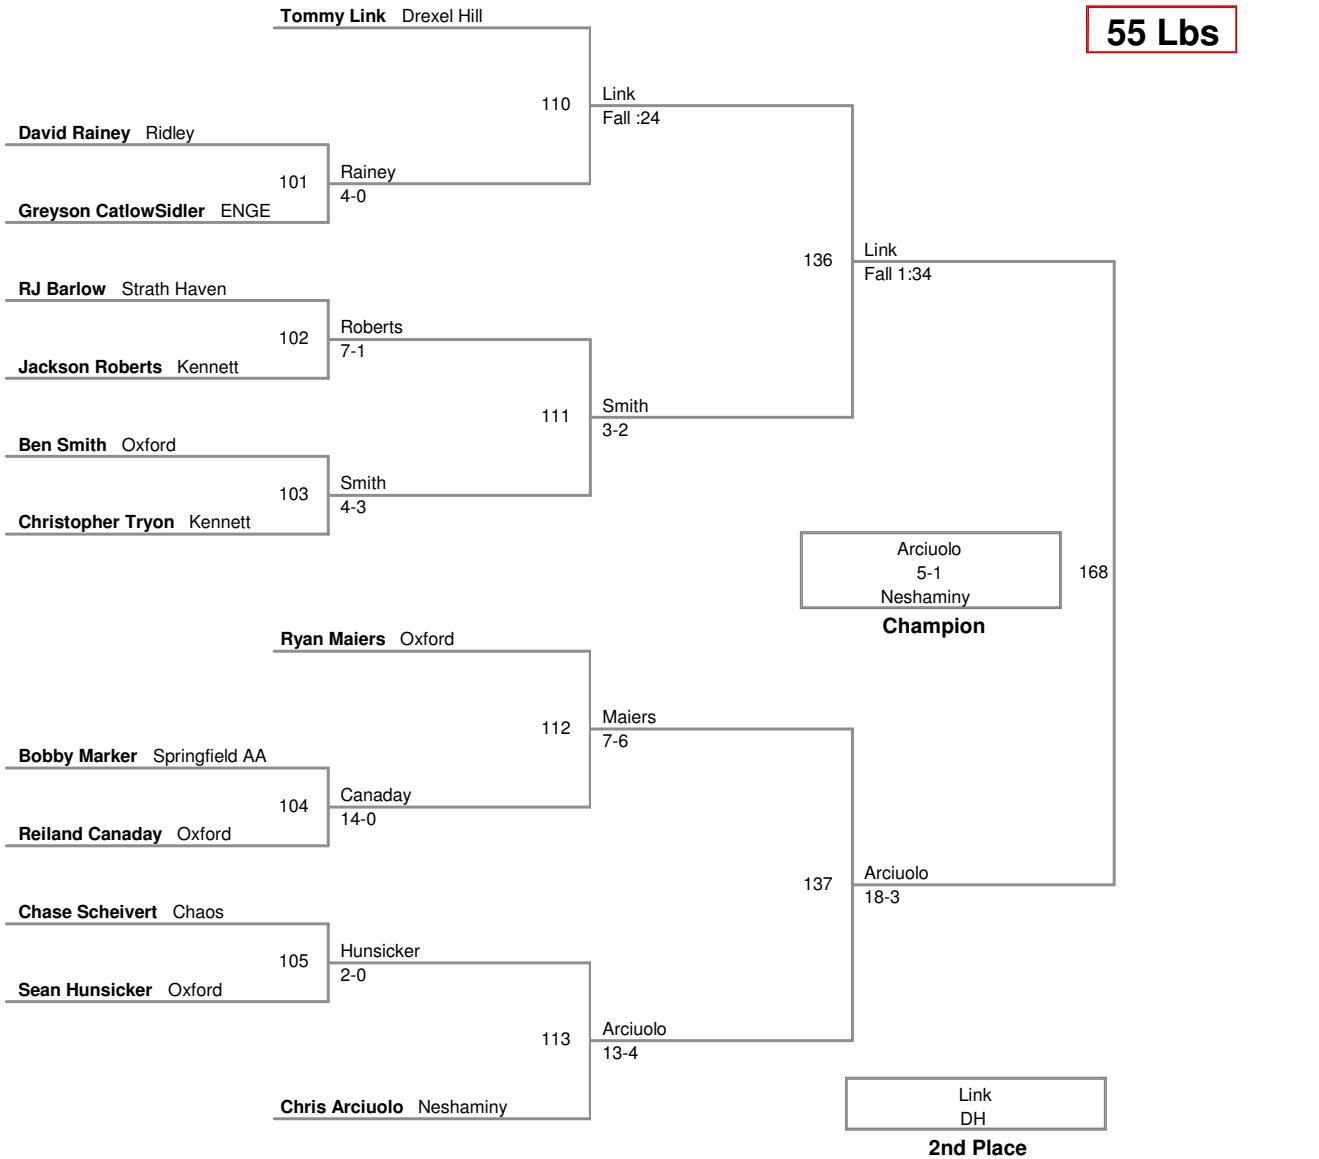 Tommy Link Drexel Hill
55 Lbs
110
Link
Fall :24
David Rainey Ridley
101
Rainey
4-0
Greyson CatlowSidler ENGE
136
Link
Fall 1:34
RJ Barlow Strath Haven
102
Roberts
7-1
Jackson Roberts Kennett
111
Smith
3-2
Ben Smith Oxford
103
Smith
4-3
Christopher Tryon Kennett
Arciuolo
5-1
Neshaminy
Champion
168
Ryan Maiers Oxford
112
Maiers
7-6
Bobby Marker Springfield AA
104
Canaday
14-0
Reiland Canaday Oxford
137
Arciuolo
18-3
Chase Scheivert Chaos
105
Hunsicker
2-0
Sean Hunsicker Oxford
113
Arciuolo
13-4
Chris Arciuolo Neshaminy
Link
DH
2nd Place